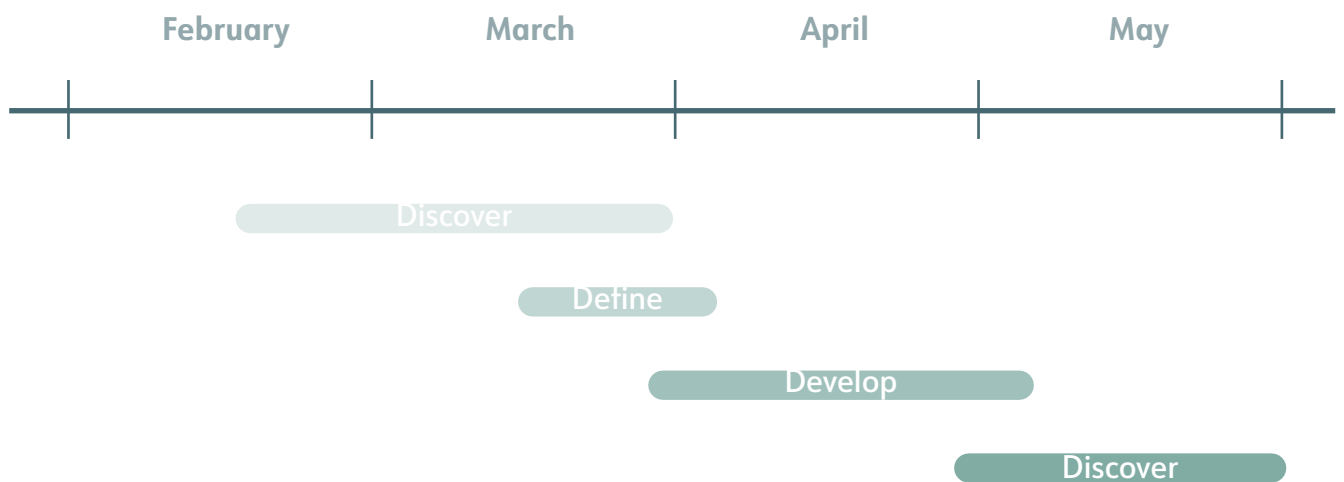 February March April May
Discover
Define
Develop
Discover